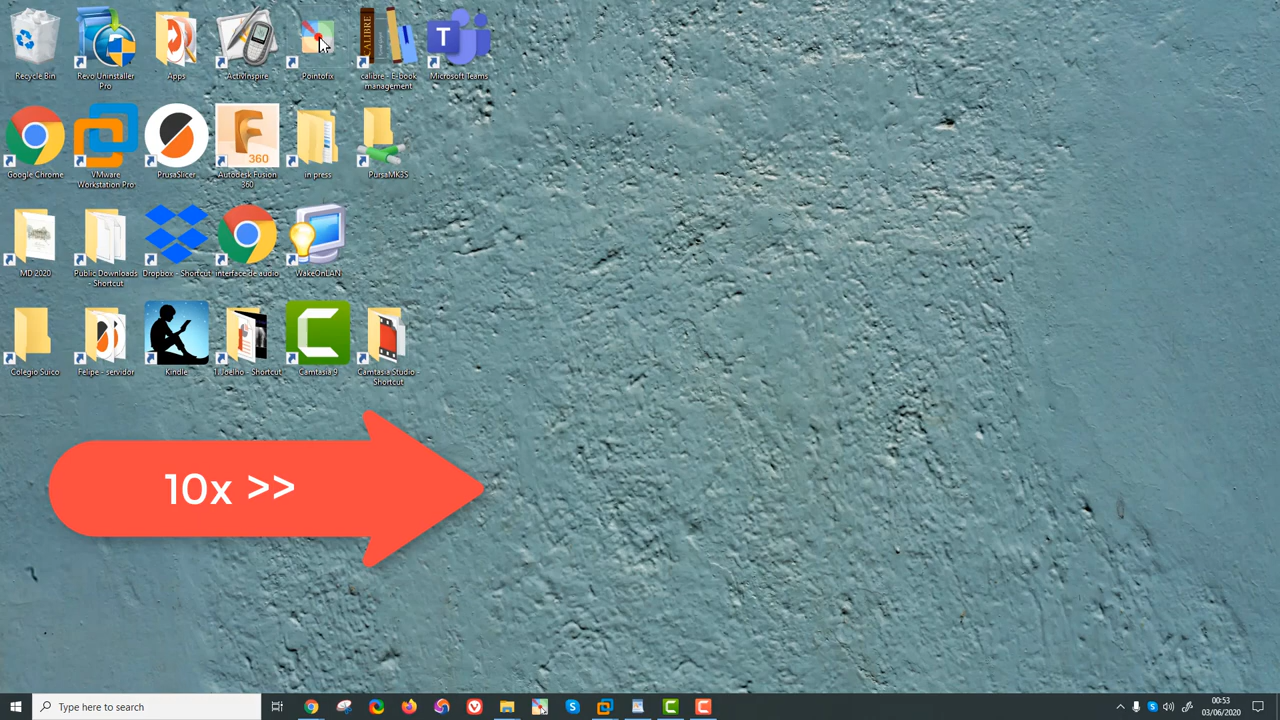 Recycle Bin
Revo Uninstaller
Pro
Apps
ActivInspire
Pointofix
calibre - E-book
management
Microsoft Teams
Google Chrome
VMware
Workstation Pro
PrusaSlicer
Autodesk Fusion
360
in press
PursaMK3S
MD 2020
Public Downloads
- Shortcut
Dropbox - Shortcut
interface de audio
WakeOnLAN
Colegio Suico
Felipe - servidor
Kindle
1.Joelho - Shortcut
Camtasia 9
Camtasia Studio -
Shortcut
CALIBRE
T
F
360
10x >>
Type here to search
00:53
03/06/2020